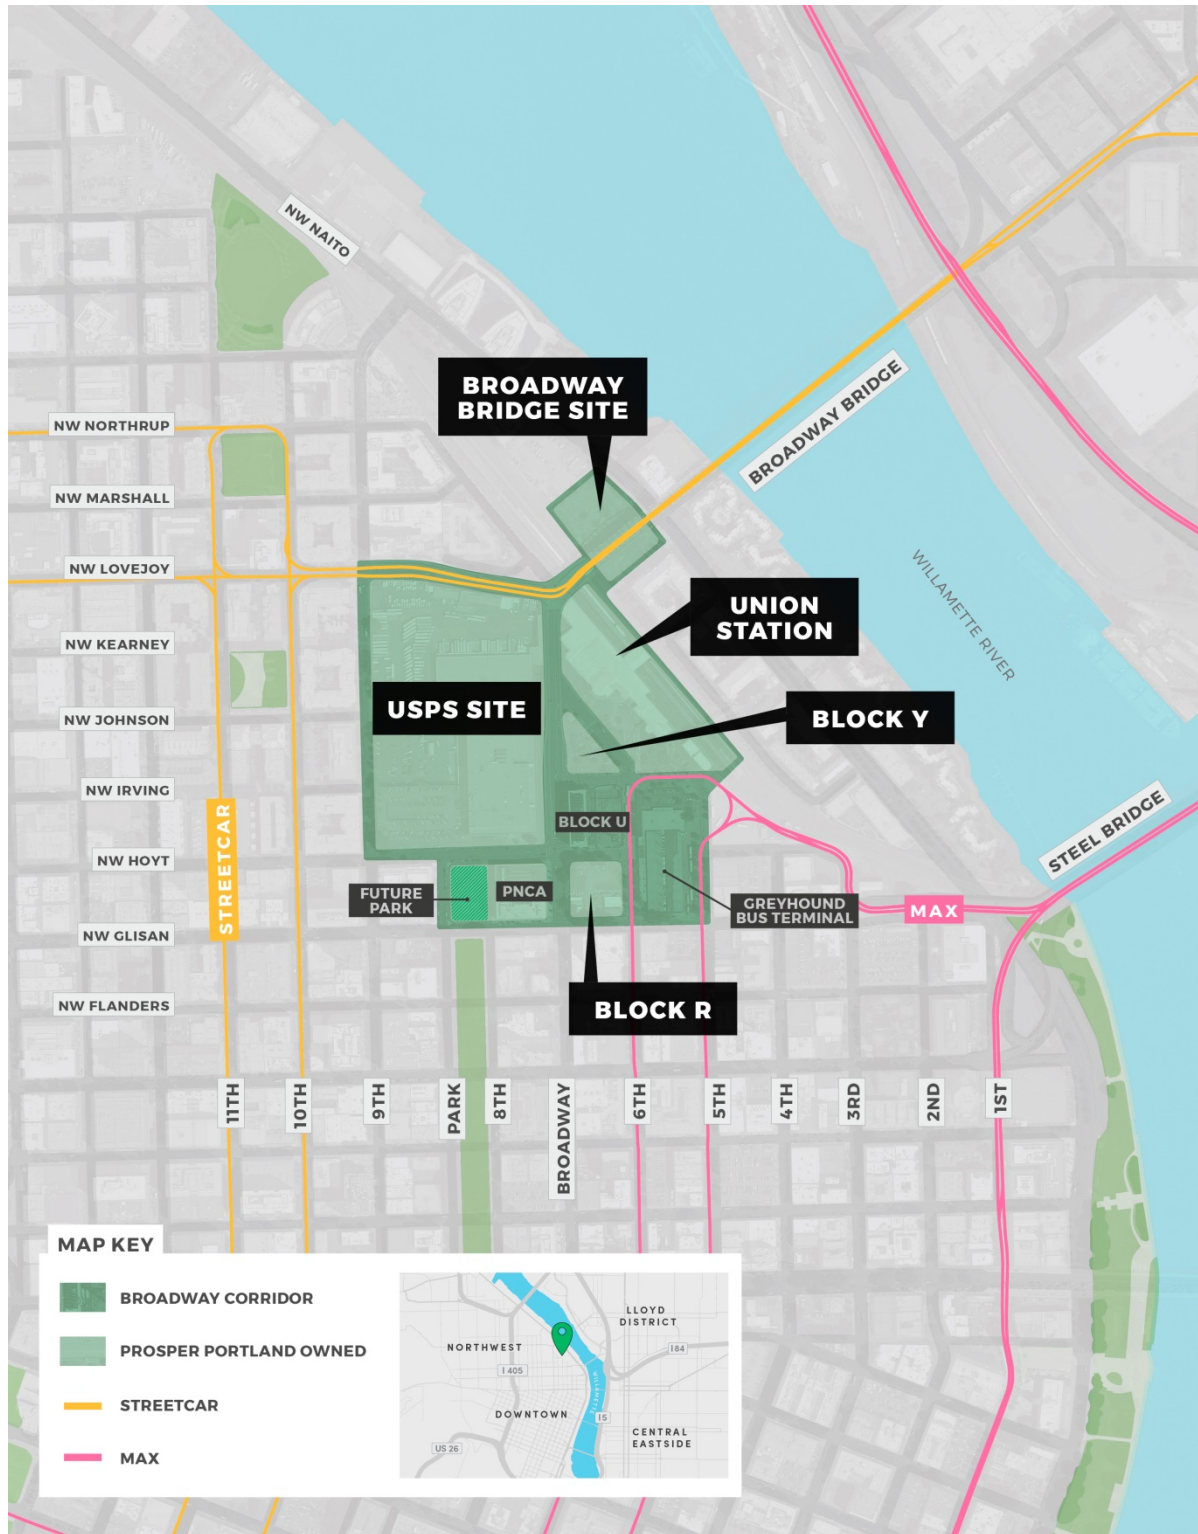 NW NAITO
BROADWAY
BRIDGE SITE
BROADWAY BRIDGE
NW NORTHRUP
NW MARSHALL
NW LOVEJOY
WILLAMETTE RIVER
UNION
STATION
NW KEARNEY
USPS SITE
BLOCK Y
NW JOHNSON
NW IRVING
STREETCAR
BLOCK U
STEEL BRIDGE
NW HOYT
FUTURE
PARK
PNCA
GREYHOUND
BUS TERMINAL
MAX
NW GLISAN
NW FLANDERS
BLOCK R
11TH
10TH
9TH
PARK
8TH
BROADWAY
6TH
5TH
4TH
3RD
2ND
1ST
MAP KEY
BROADWAY CORRIDOR
PROSPER PORTLAND OWNED
STREETCAR
MAX
LLOYD
DISTRICT
NORTHWEST
I 84
I 405
WILLAMETTE
DOWNTOWN
I5
CENTRAL
EASTSIDE
US 26